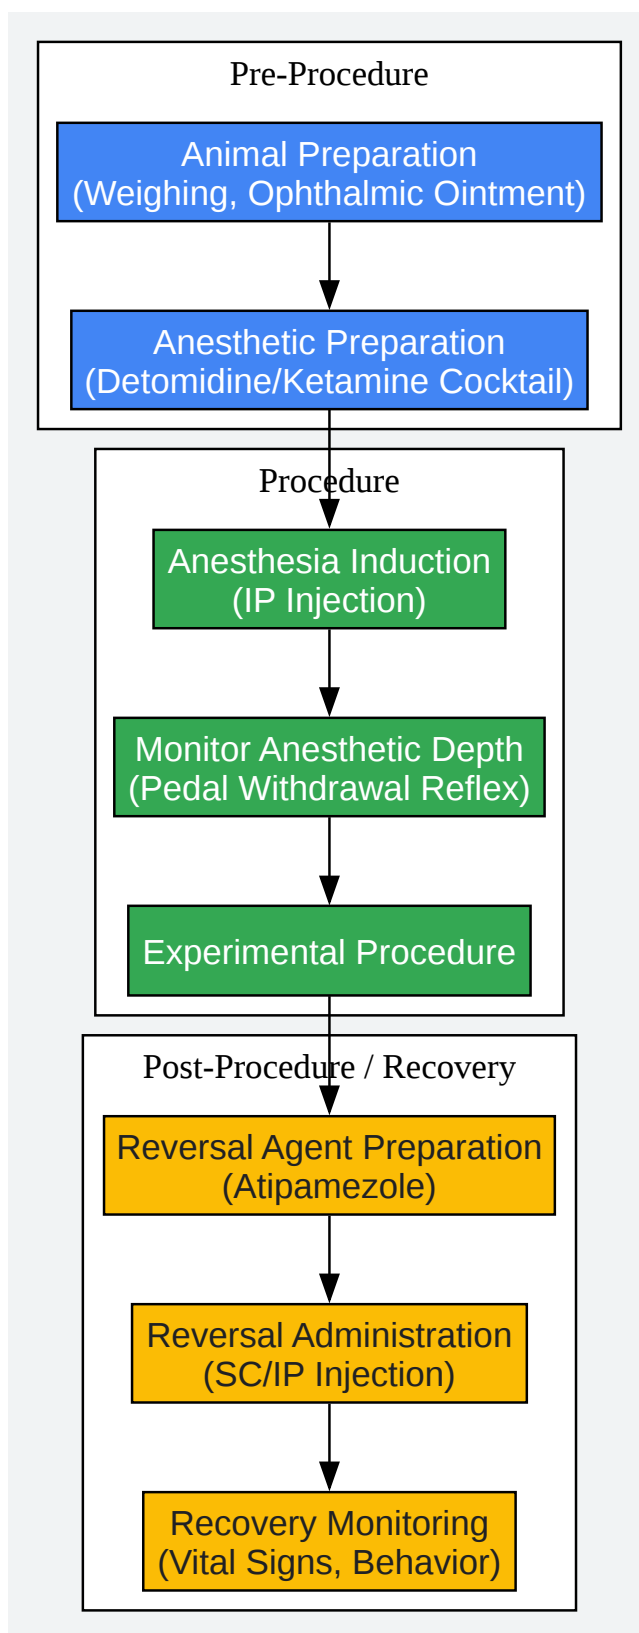 Pre-Procedure
Animal Preparation
(Weighing, Ophthalmic Ointment)
Anesthetic Preparation
(Detomidine/Ketamine Cocktail)
Procedure
Anesthesia Induction
(IP Injection)
Monitor Anesthetic Depth
(Pedal Withdrawal Reflex)
Experimental Procedure
Post-Procedure / Recovery
Reversal Agent Preparation
(Atipamezole)
Reversal Administration
(SC/IP Injection)
Recovery Monitoring
(Vital Signs, Behavior)